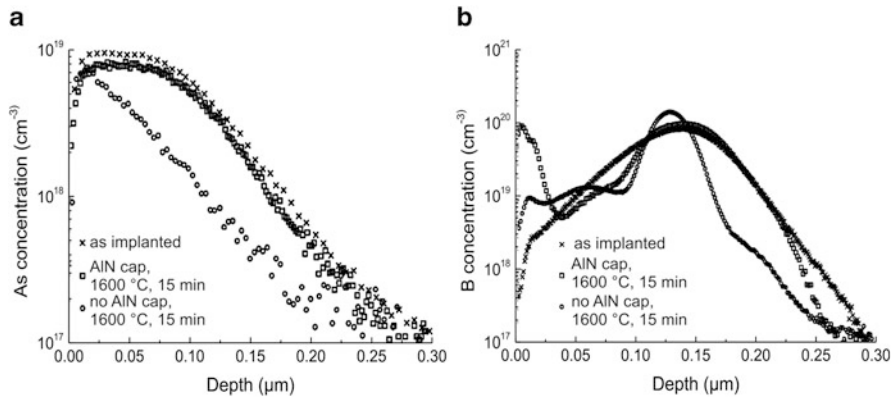 a
As concentration (cm⁻³)
10¹⁹
10¹⁸
10¹⁷
× as implanted
AlN cap,
1600 °C, 15 min
no AlN cap,
1600 °C, 15 min
0.00 0.05 0.10 0.15 0.20 0.25 0.30
Depth (µm)
b
B concentration (cm⁻³)
10²¹
10²⁰
10¹⁹
10¹⁸
10¹⁷
× as implanted
AlN cap,
1600 °C, 15 min
no AlN cap,
1600 °C, 15 min
0.00 0.05 0.10 0.15 0.20 0.25 0.30
Depth (µm)